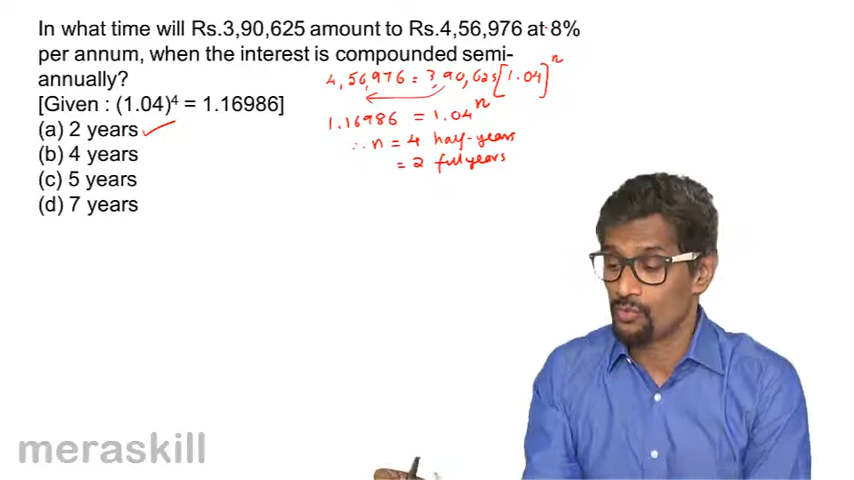 In what time will Rs.3,90,625 amount to Rs.4,56,976 at 8%
per annum, when the interest is compounded semi-
annually?
[Given : (1.04)⁴ = 1.16986]
(a) 2 years
(b) 4 years
(c) 5 years
(d) 7 years
4,56,976 = 3,90,625[1.04]ⁿ
1.16986 = 1.04ⁿ
∴ n = 4 half-years
= 2 full years
meraskill